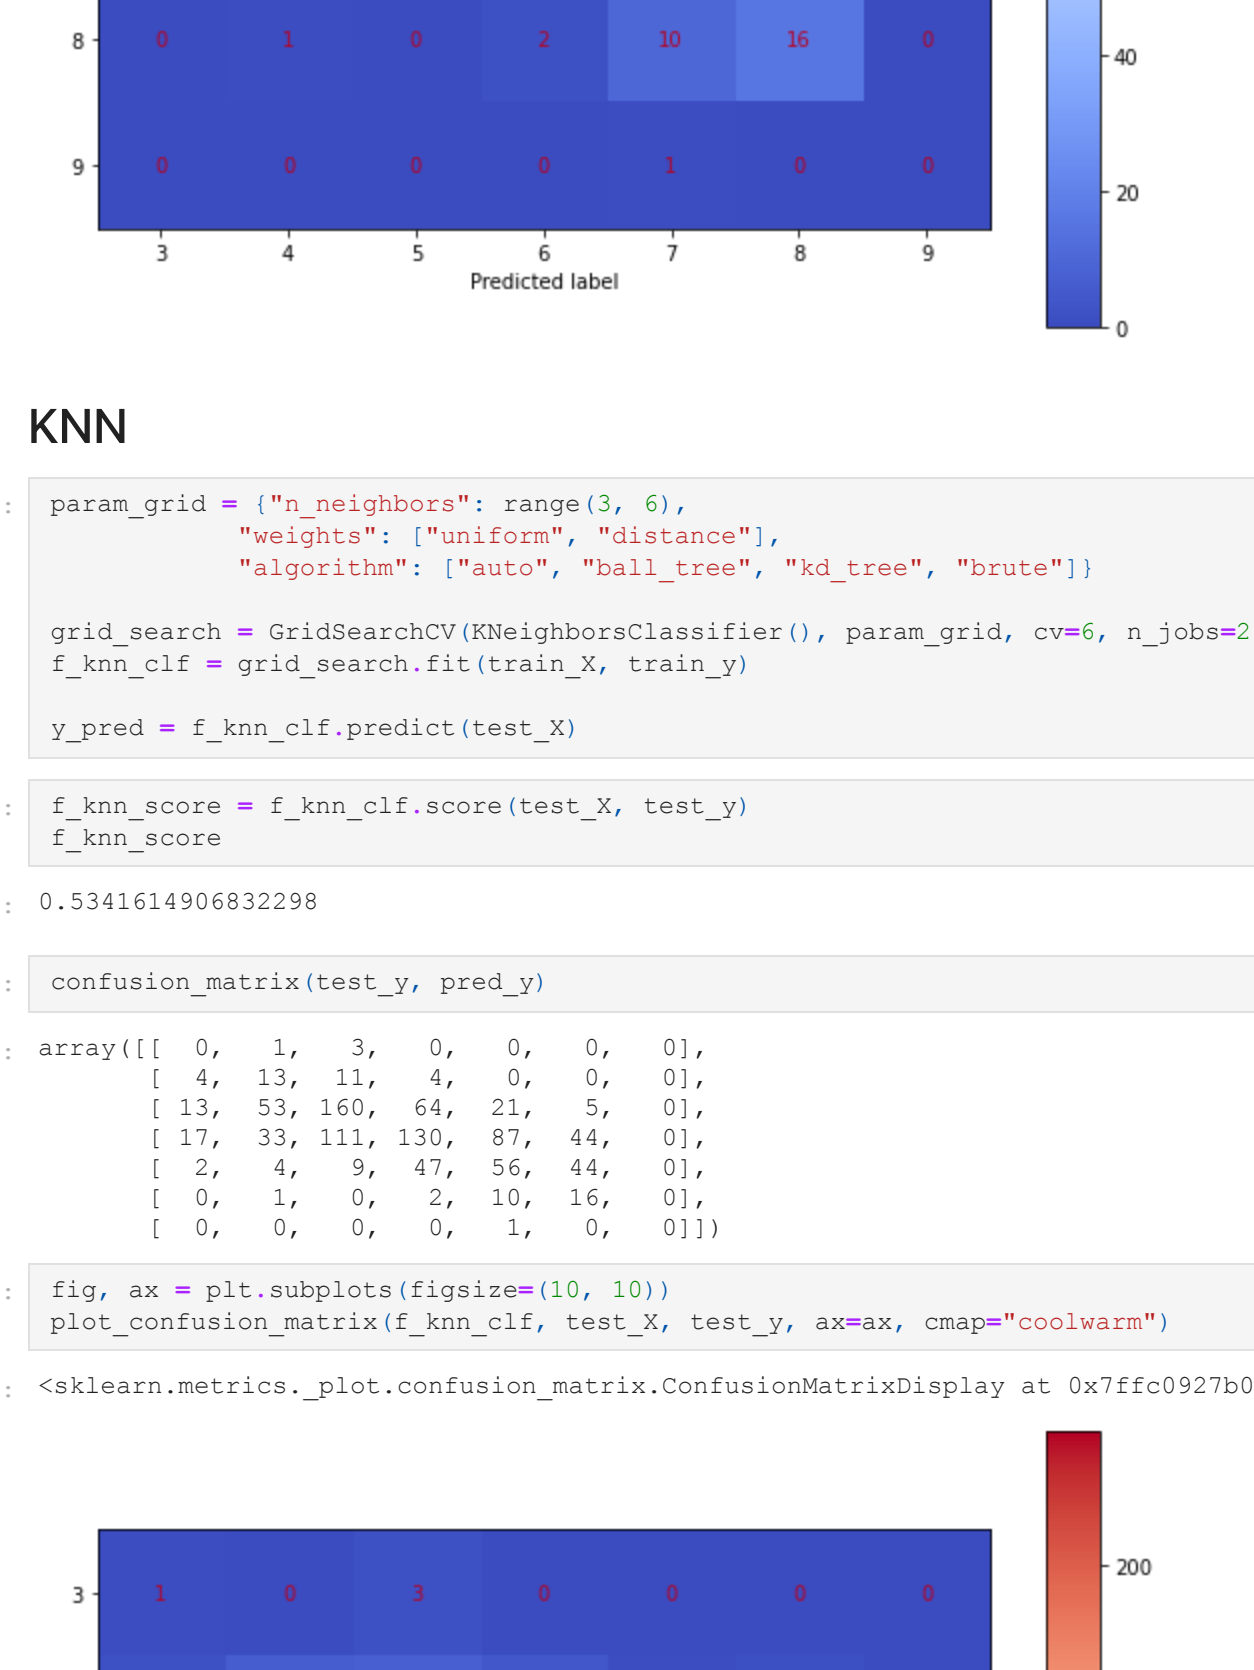 8 0 1 0 2 10 16 0
40
9 0 0 0 0 1 0 0
20
3 4 5 6 7 8 9
Predicted label
0
KNN
: param_grid = {"n_neighbors": range(3, 6),
"weights": ["uniform", "distance"],
"algorithm": ["auto", "ball_tree", "kd_tree", "brute"]}
grid_search = GridSearchCV(KNeighborsClassifier(), param_grid, cv=6, n_jobs=2
f_knn_clf = grid_search.fit(train_X, train_y)
y_pred = f_knn_clf.predict(test_X)
: f_knn_score = f_knn_clf.score(test_X, test_y)
f_knn_score
: 0.5341614906832298
: confusion_matrix(test_y, pred_y)
: array([[ 0, 1, 3, 0, 0, 0, 0],
[ 4, 13, 11, 4, 0, 0, 0],
[ 13, 53, 160, 64, 21, 5, 0],
[ 17, 33, 111, 130, 87, 44, 0],
[ 2, 4, 9, 47, 56, 44, 0],
[ 0, 1, 0, 2, 10, 16, 0],
[ 0, 0, 0, 0, 1, 0, 0]])
: fig, ax = plt.subplots(figsize=(10, 10))
plot_confusion_matrix(f_knn_clf, test_X, test_y, ax=ax, cmap="coolwarm")
: <sklearn.metrics._plot.confusion_matrix.ConfusionMatrixDisplay at 0x7ffc0927b0
200
3 1 0 3 0 0 0 0